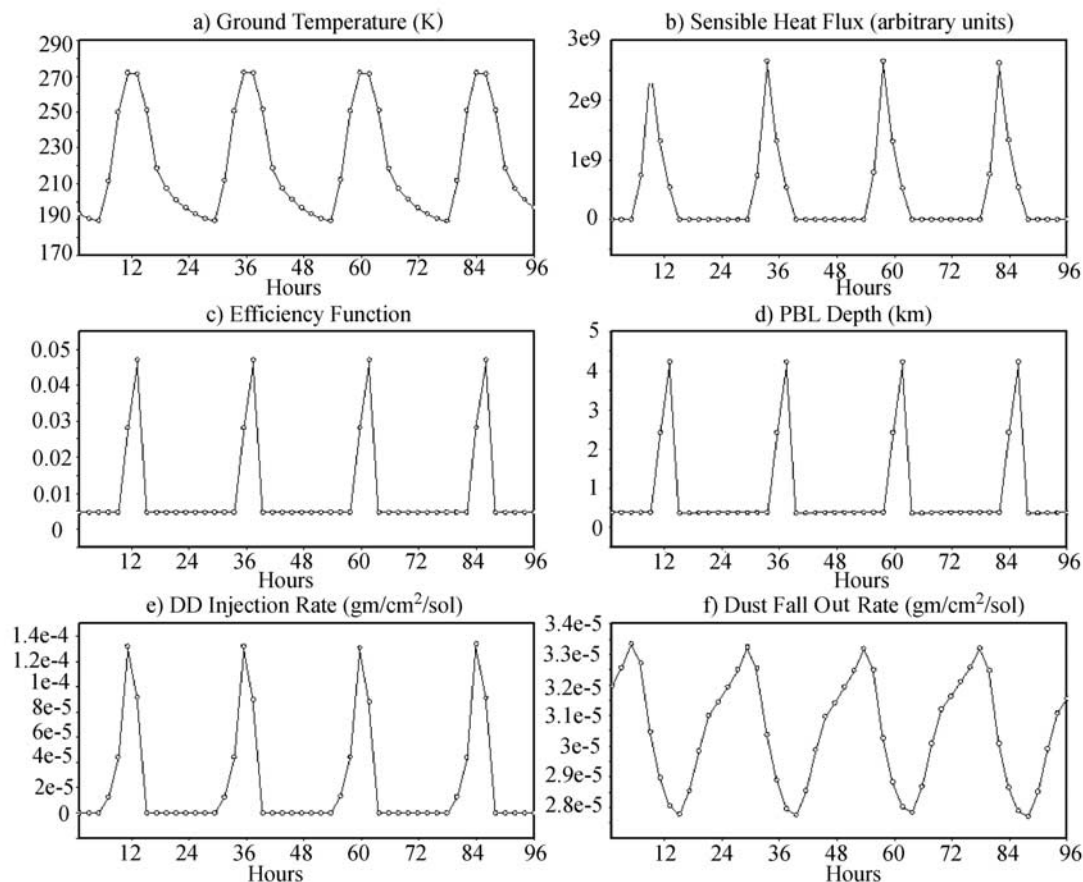 a) Ground Temperature (K)
290
270
250
230
210
190
170
12 24 36 48 60 72 84 96
Hours
b) Sensible Heat Flux (arbitrary units)
3e9
2e9
1e9
0
12 24 36 48 60 72 84 96
Hours
c) Efficiency Function
0.05
0.04
0.03
0.02
0.01
0
12 24 36 48 60 72 84 96
Hours
d) PBL Depth (km)
5
4
3
2
1
0
12 24 36 48 60 72 84 96
Hours
e) DD Injection Rate (gm/cm²/sol)
1.4e-4
1.2e-4
1e-4
8e-5
6e-5
4e-5
2e-5
0
12 24 36 48 60 72 84 96
Hours
f) Dust Fall Out Rate (gm/cm²/sol)
3.4e-5
3.3e-5
3.2e-5
3.1e-5
3e-5
2.9e-5
2.8e-5
12 24 36 48 60 72 84 96
Hours